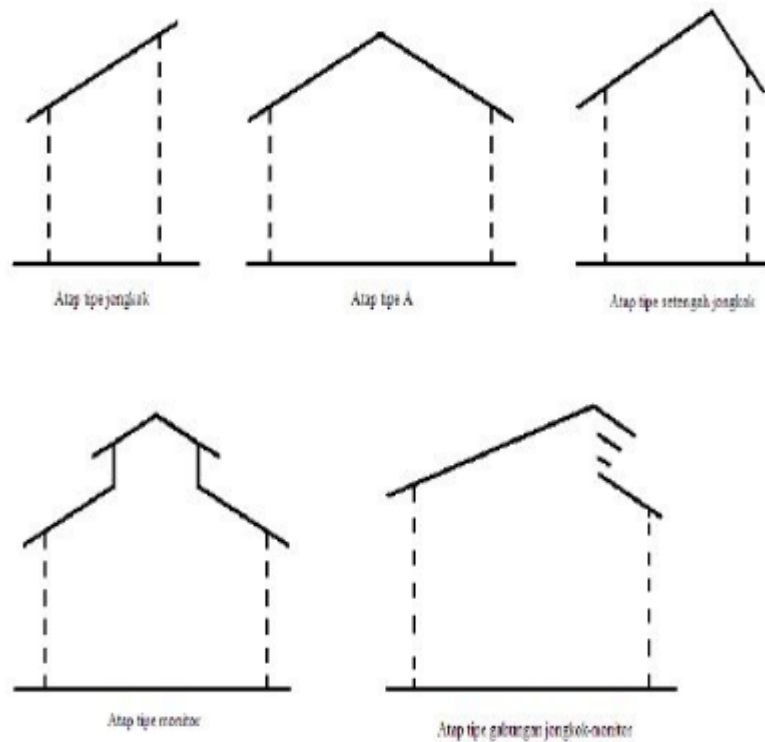 Atap tipe jongkok
Atap tipe A
Atap tipe setengah jongkok
Atap tipe monitor
Atap tipe gabungan jongkok-monitor